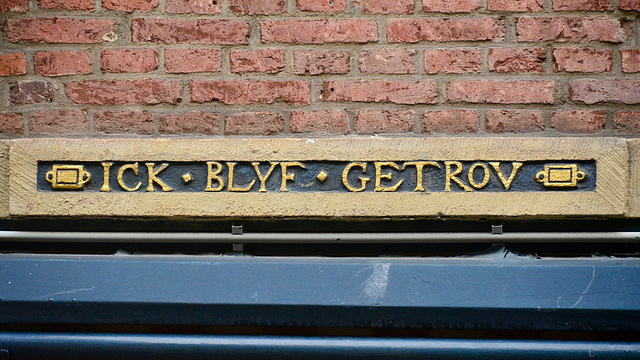 ICK · BLYF · GETROV